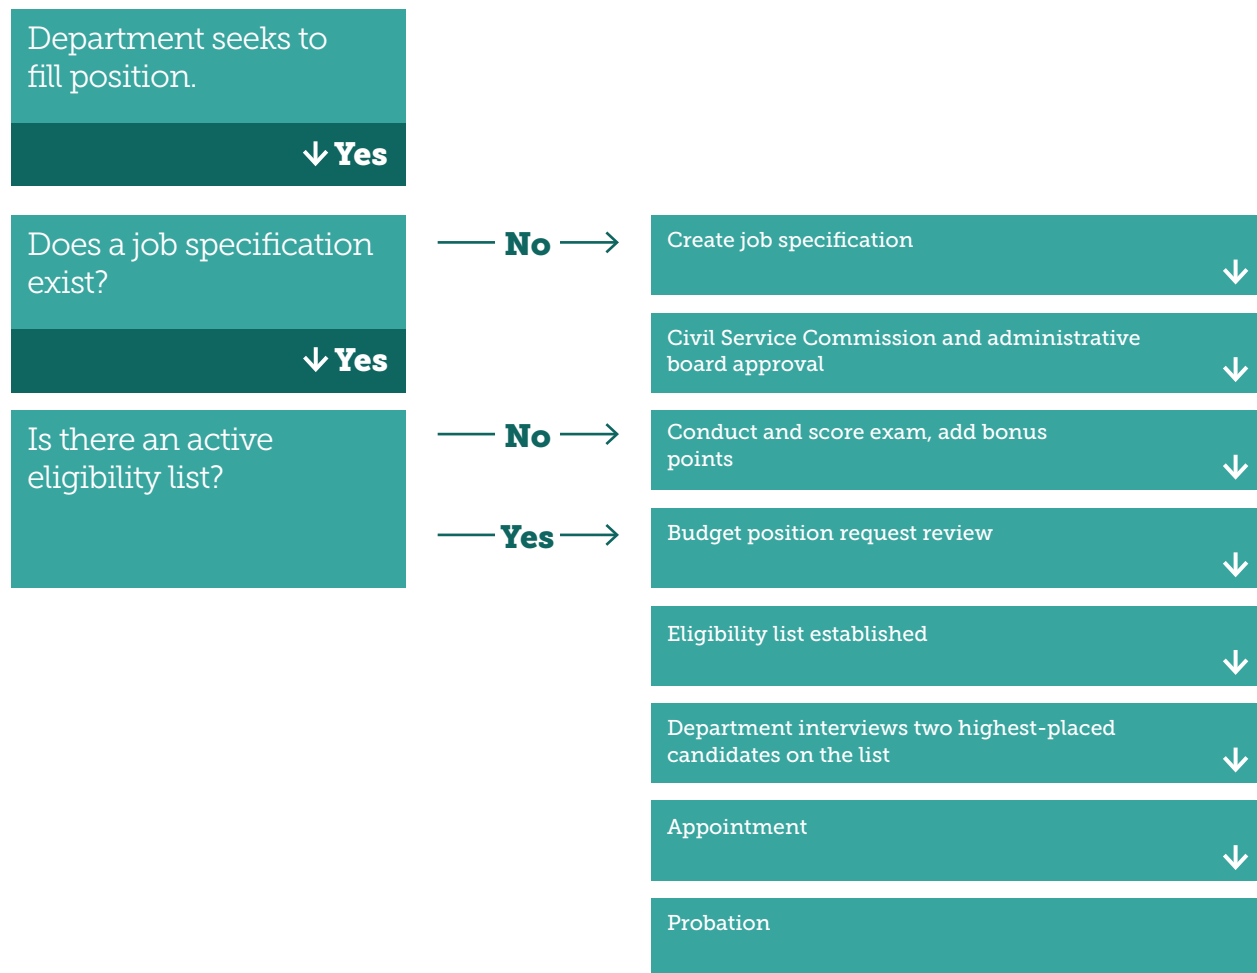 Department seeks to
fill position.
Yes
Does a job specification
exist?
Yes
No
Create job specification
Civil Service Commission and administrative
board approval
Is there an active
eligibility list?
No
Conduct and score exam, add bonus
points
Yes
Budget position request review
Eligibility list established
Department interviews two highest-placed
candidates on the list
Appointment
Probation